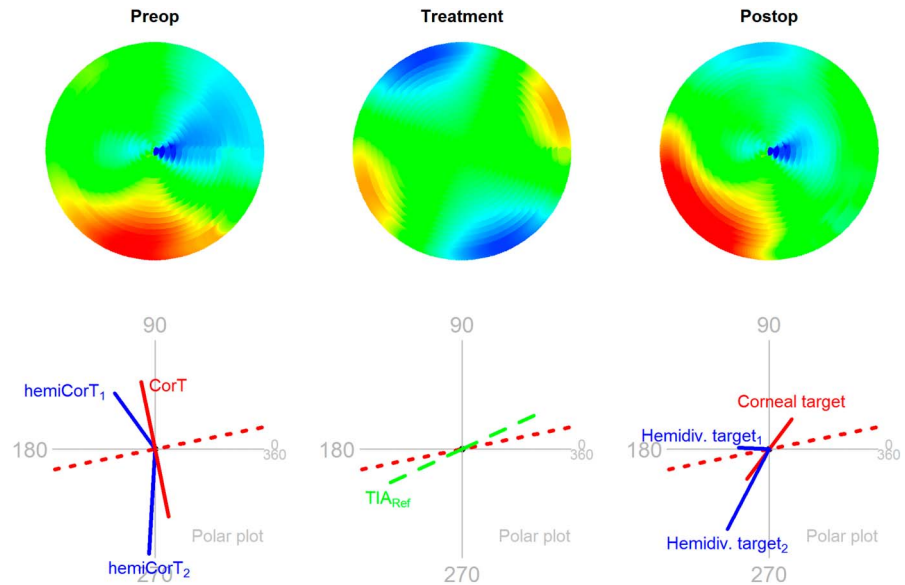 Preop
Treatment
Postop
90
hemiCorT1
CorT
180
0
360
Polar plot
hemiCorT2
270
90
180
0
360
TIARef
Polar plot
270
90
Corneal target
Hemidiv. target1
180
0
360
Hemidiv. target2
Polar plot
270